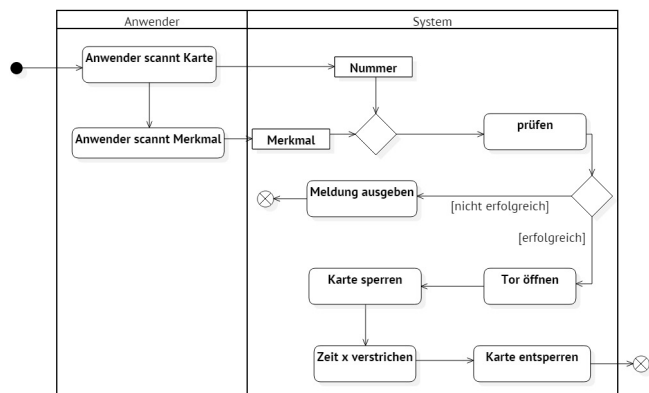 Anwender
System
Anwender scannt Karte
Nummer
Anwender scannt Merkmal
Merkmal
prüfen
Meldung ausgeben
[nicht erfolgreich]
[erfolgreich]
Karte sperren
Tor öffnen
Zeit x verstrichen
Karte entsperren